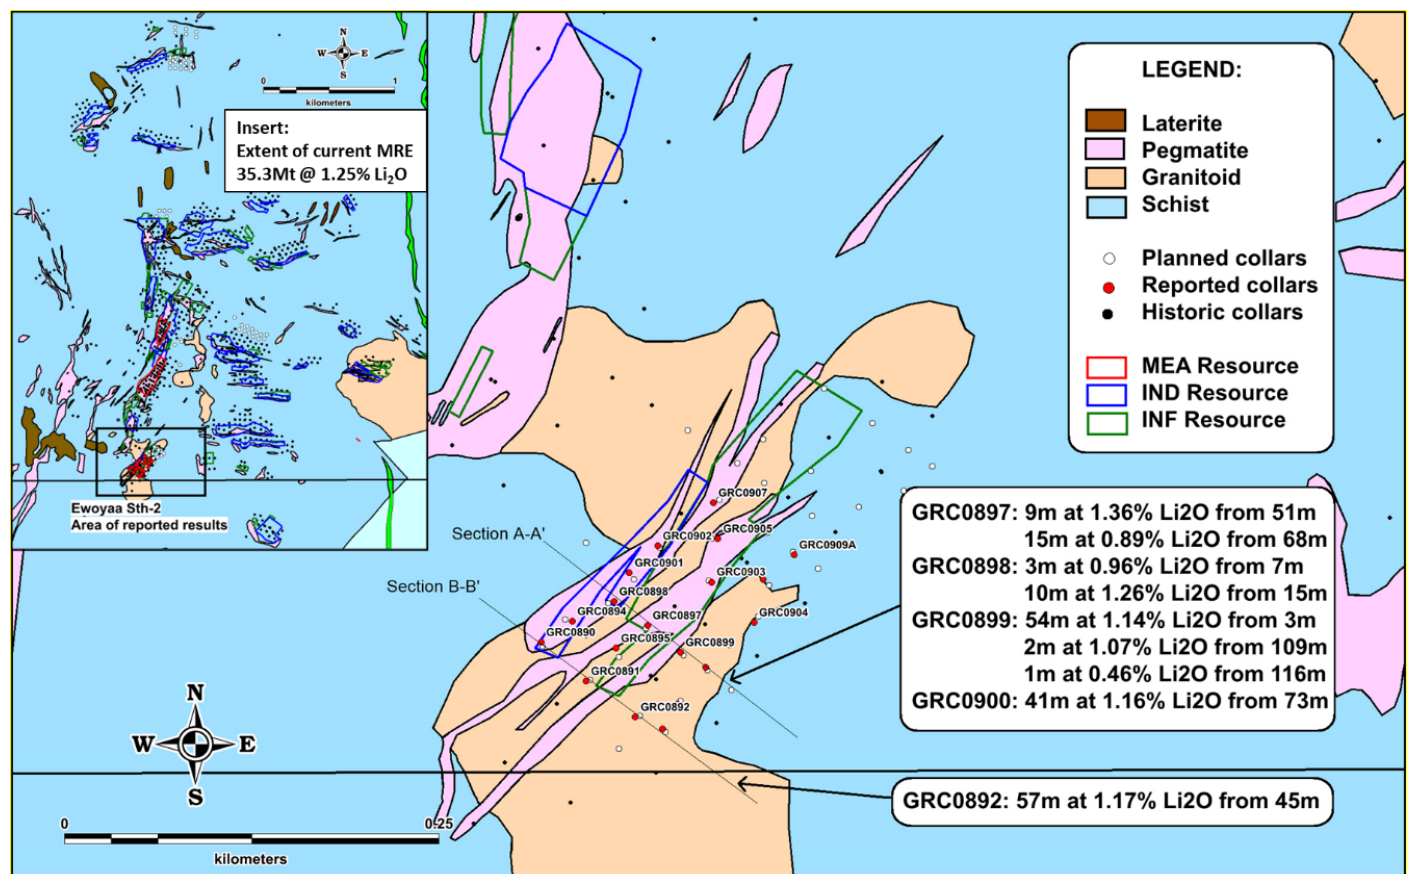 N
W E
S
0 1
kilometers
Insert:
Extent of current MRE
35.3Mt @ 1.25% Li₂O
Ewoyaa Sth-2
Area of reported results
LEGEND:
Laterite
Pegmatite
Granitoid
Schist
Planned collars
Reported collars
Historic collars
MEA Resource
IND Resource
INF Resource
Section A-A'
Section B-B'
GRC0907
GRC0905
GRC0902
GRC0909A
GRC0901
GRC0903
GRC0898
GRC0894
GRC0897
GRC0904
GRC0890
GRC0895
GRC0899
GRC0891
GRC0892
GRC0897: 9m at 1.36% Li2O from 51m
15m at 0.89% Li2O from 68m
GRC0898: 3m at 0.96% Li2O from 7m
10m at 1.26% Li2O from 15m
GRC0899: 54m at 1.14% Li2O from 3m
2m at 1.07% Li2O from 109m
1m at 0.46% Li2O from 116m
GRC0900: 41m at 1.16% Li2O from 73m
GRC0892: 57m at 1.17% Li2O from 45m
N
W E
S
0 0.25
kilometers